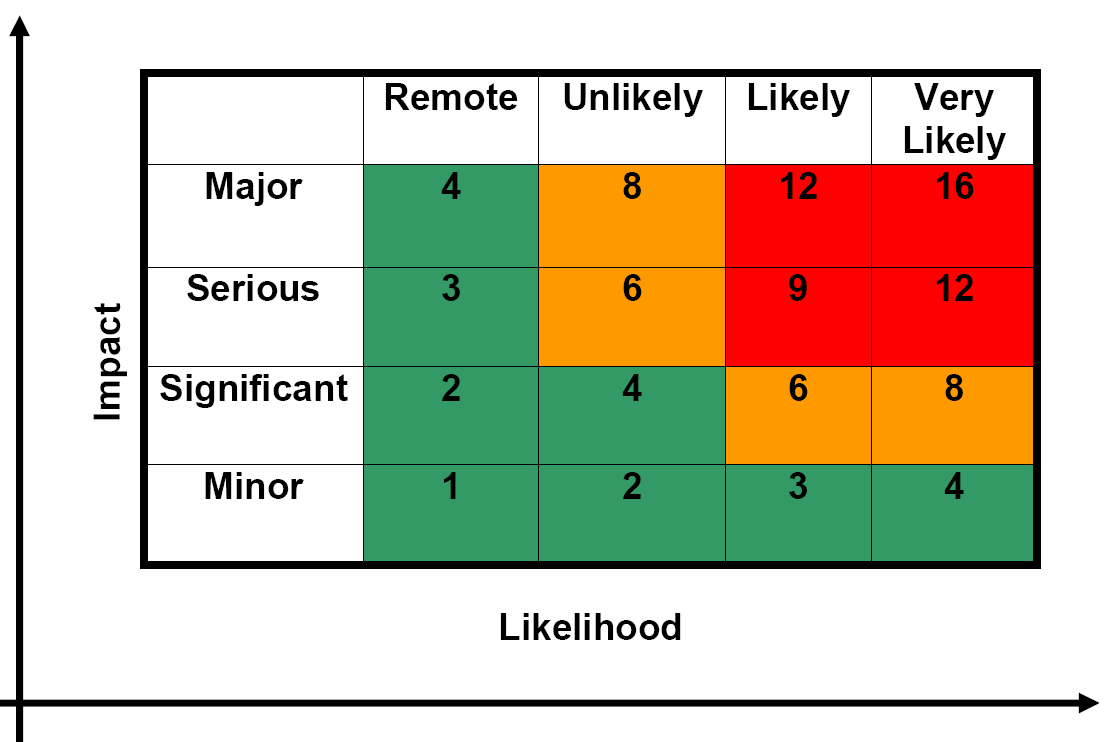 Remote Unlikely Likely Very
Likely
Major 4 8 12 16
Serious 3 6 9 12
Impact
Significant 2 4 6 8
Minor 1 2 3 4
Likelihood